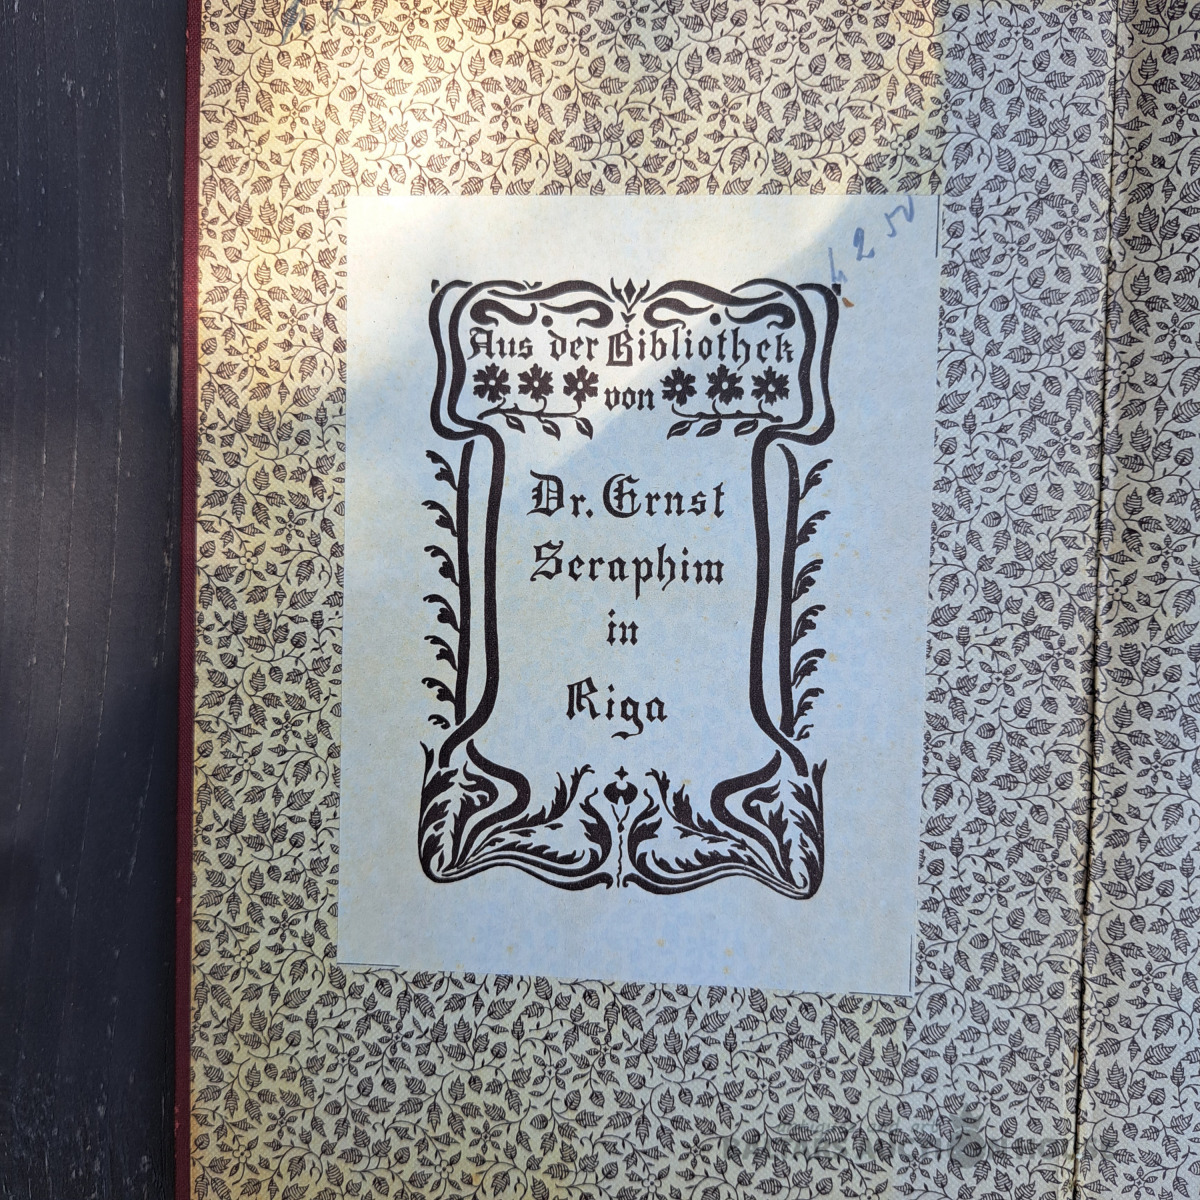 Aus der Bibliothek
von
Dr. Ernst
Seraphim
in
Riga